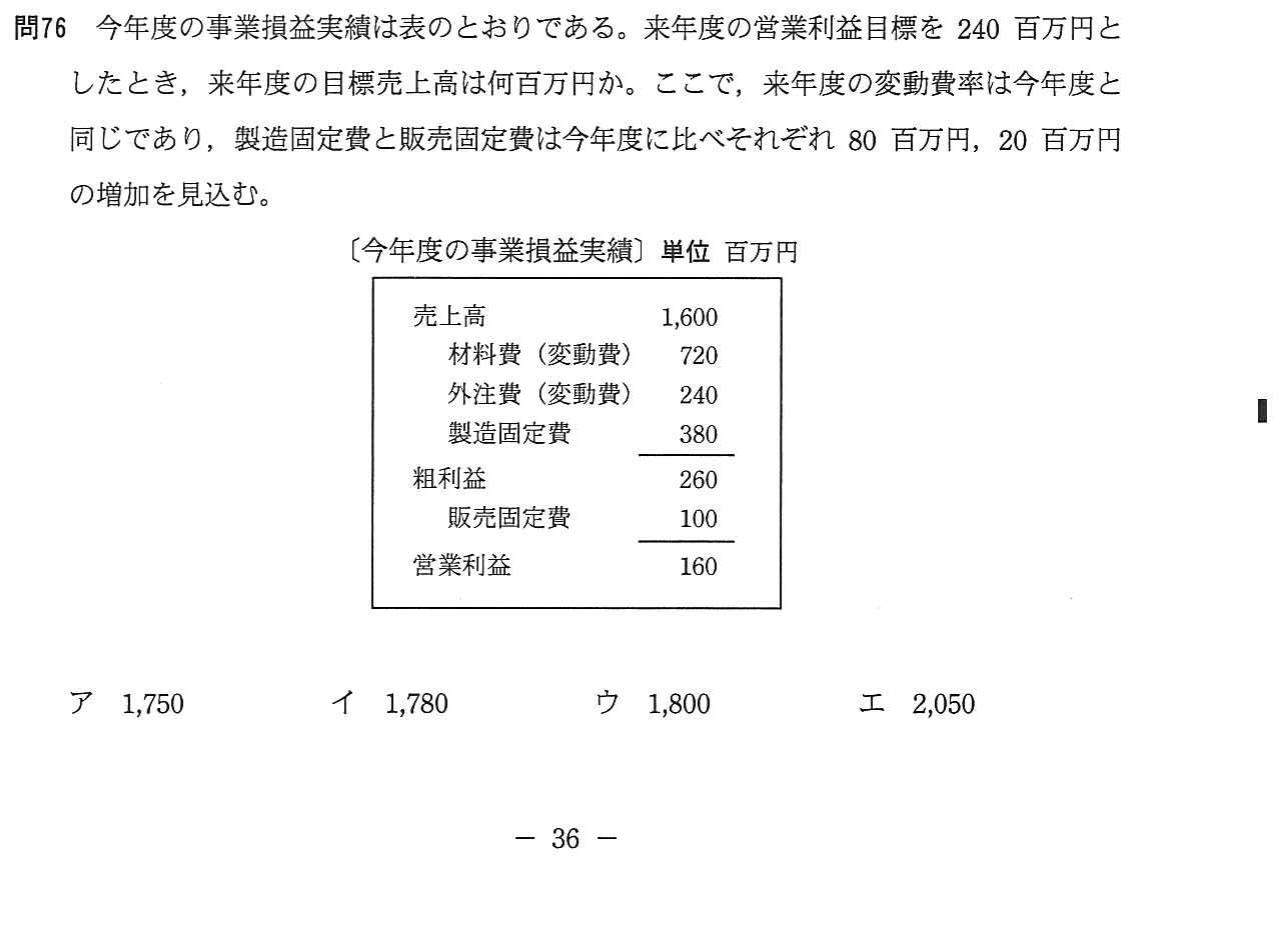 問76 今年度の事業損益実績は表のとおりである。来年度の営業利益目標を 240 百万円と
したとき，来年度の目標売上高は何百万円か。ここで，来年度の変動費率は今年度と
同じであり，製造固定費と販売固定費は今年度に比べそれぞれ 80 百万円，20 百万円
の増加を見込む。
〔今年度の事業損益実績〕単位 百万円
売上高 1,600
材料費（変動費） 720
外注費（変動費） 240
製造固定費 380
粗利益 260
販売固定費 100
営業利益 160
ア 1,750 イ 1,780 ウ 1,800 エ 2,050
－ 36 －